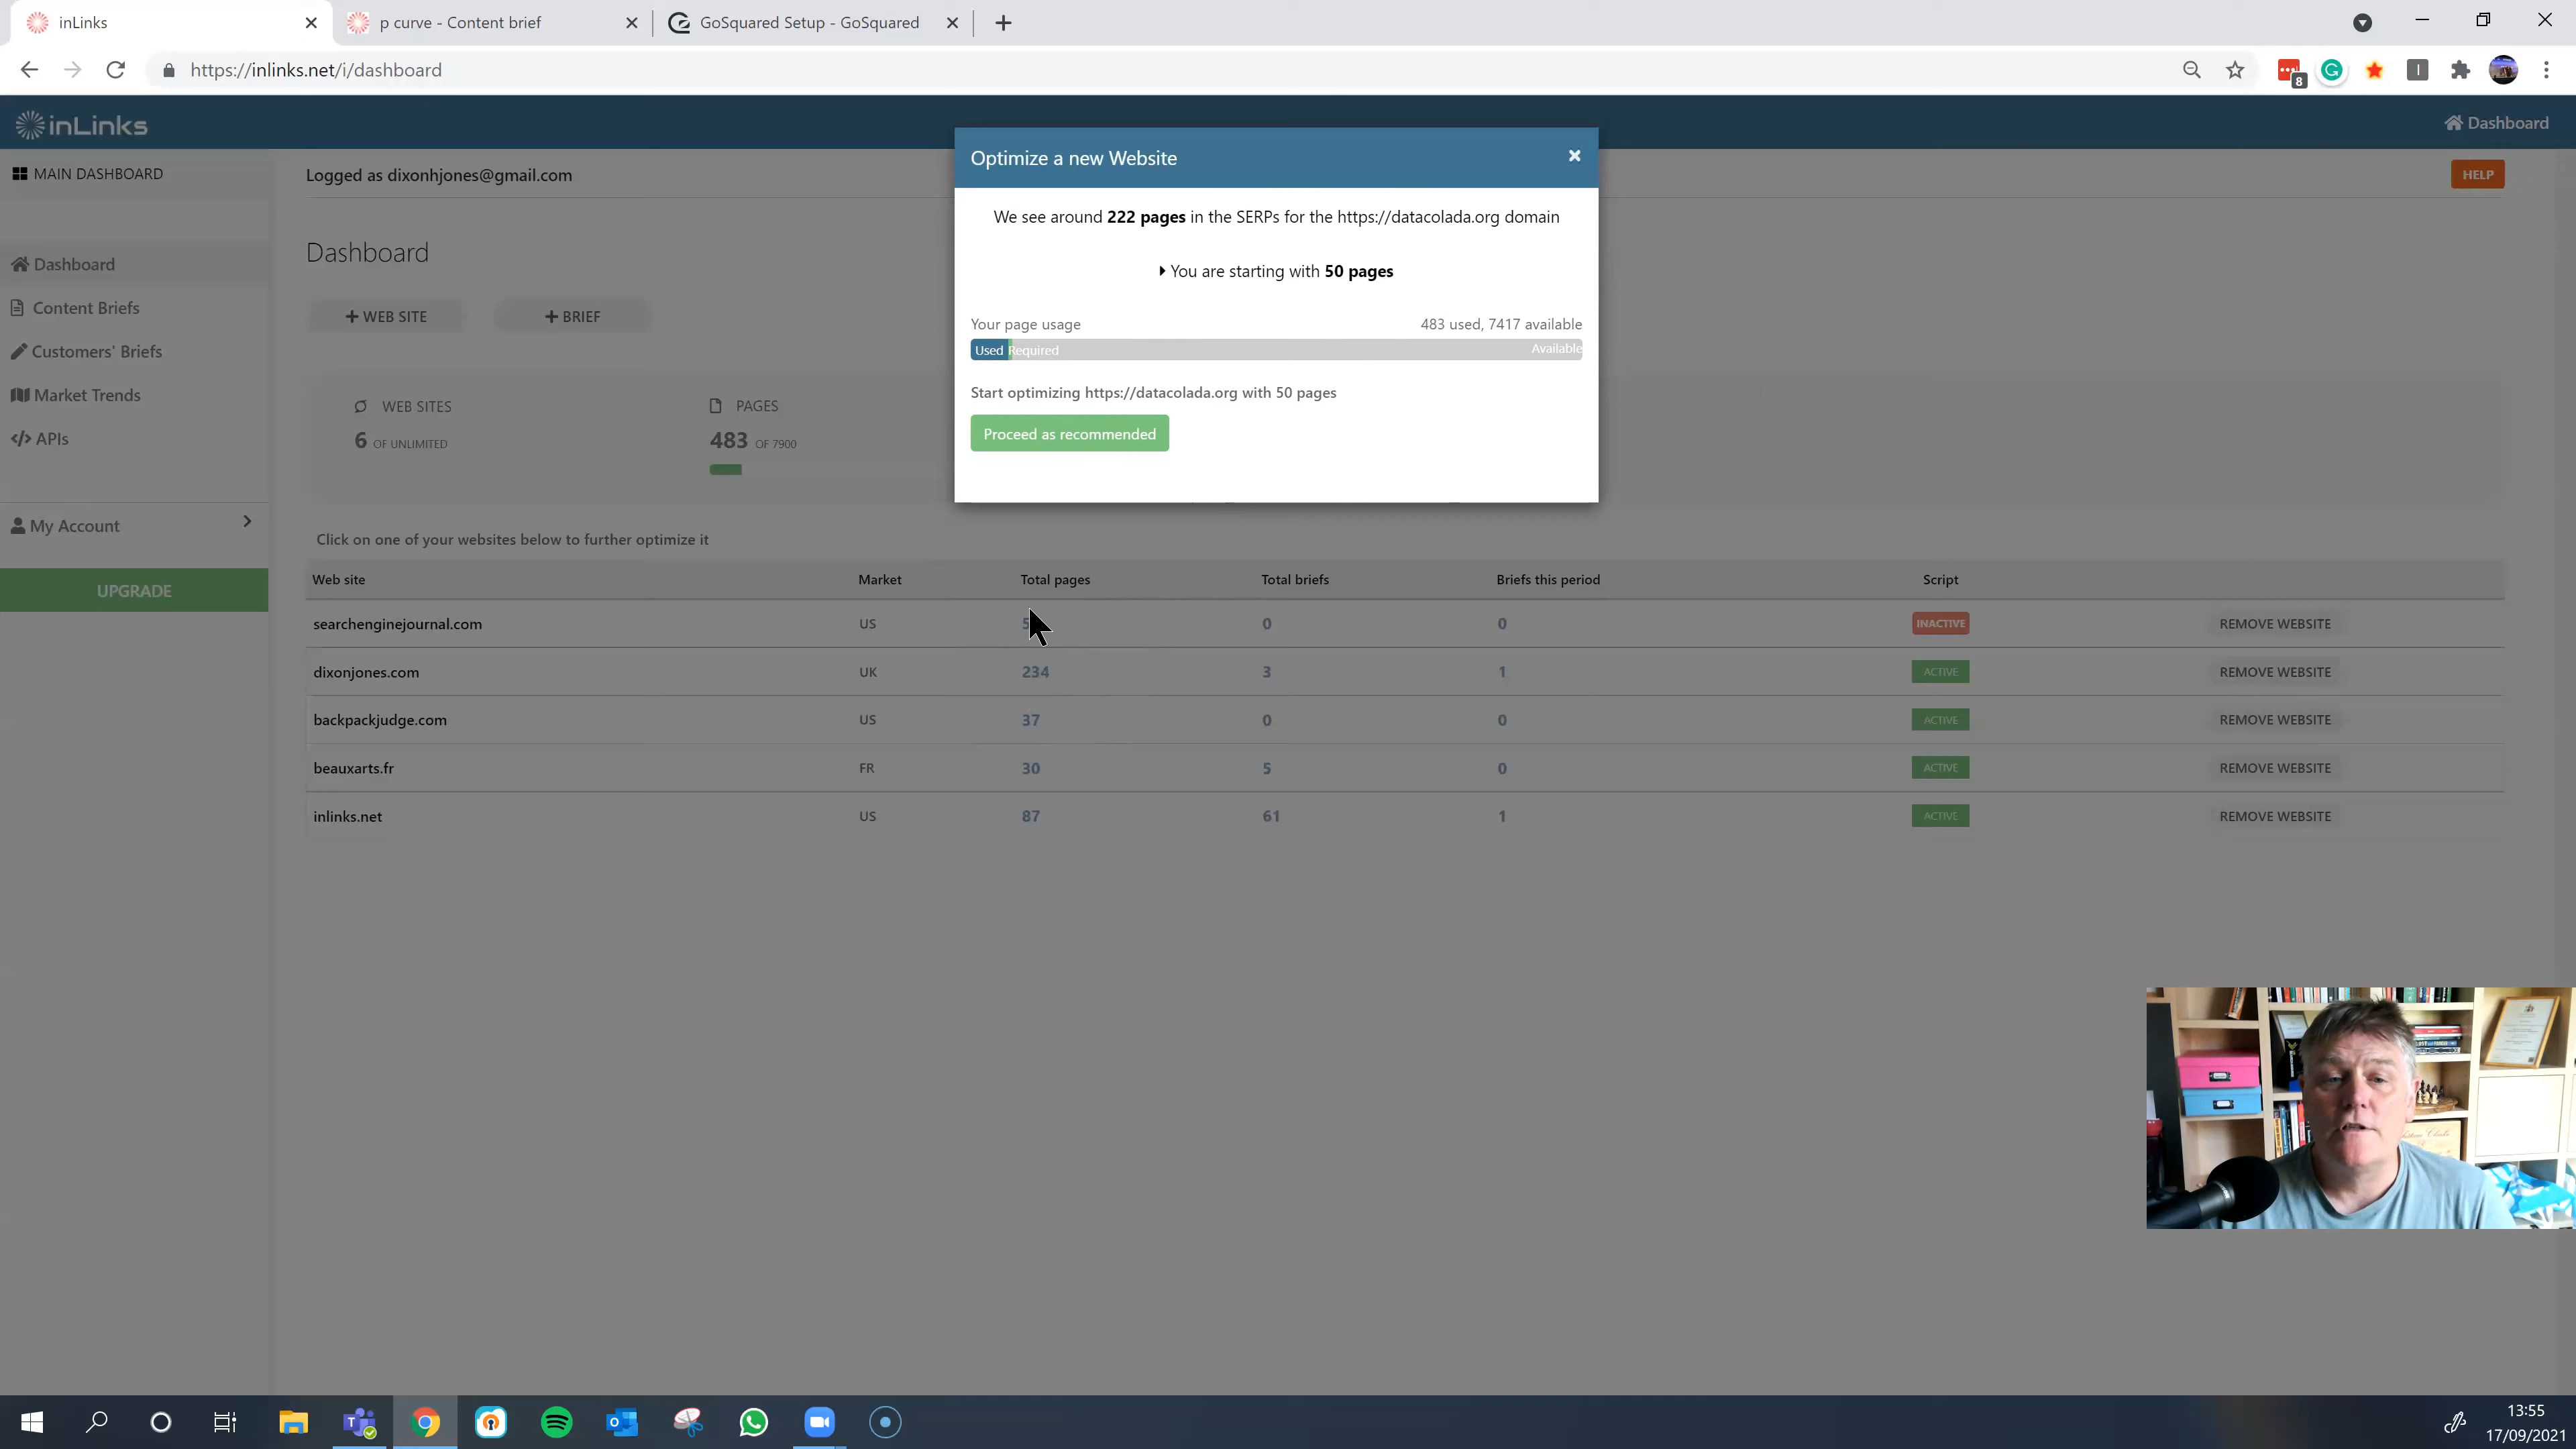 inLinks
p curve - Content brief
GoSquared Setup - GoSquared
https://inlinks.net/i/dashboard
8
inLinks
Dashboard
MAIN DASHBOARD
Logged as dixonhjones@gmail.com
HELP
Dashboard
Content Briefs
Customers' Briefs
Market Trends
APIs
My Account
UPGRADE
Dashboard
WEB SITE
BRIEF
WEB SITES
6 OF UNLIMITED
PAGES
483 OF 7900
Optimize a new Website
We see around 222 pages in the SERPs for the https://datacolada.org domain
You are starting with 50 pages
Your page usage
483 used, 7417 available
Used Required
Available
Start optimizing https://datacolada.org with 50 pages
Proceed as recommended
Click on one of your websites below to further optimize it
Web site Market Total pages Total briefs Briefs this period Script
searchenginejournal.com US 0 0 INACTIVE REMOVE WEBSITE
dixonjones.com UK 234 3 1 ACTIVE REMOVE WEBSITE
backpackjudge.com US 37 0 0 ACTIVE REMOVE WEBSITE
beauxarts.fr FR 30 5 0 ACTIVE REMOVE WEBSITE
inlinks.net US 87 61 1 ACTIVE REMOVE WEBSITE
13:55
17/09/2021